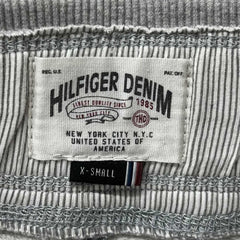 REG. U.S. PAT. OFF.
HILFIGER DENIM
FINEST QUALITY SINCE 1985
THD
NEW YORK CITY N.Y.C
UNITED STATES OF
AMERICA
X-SMALL